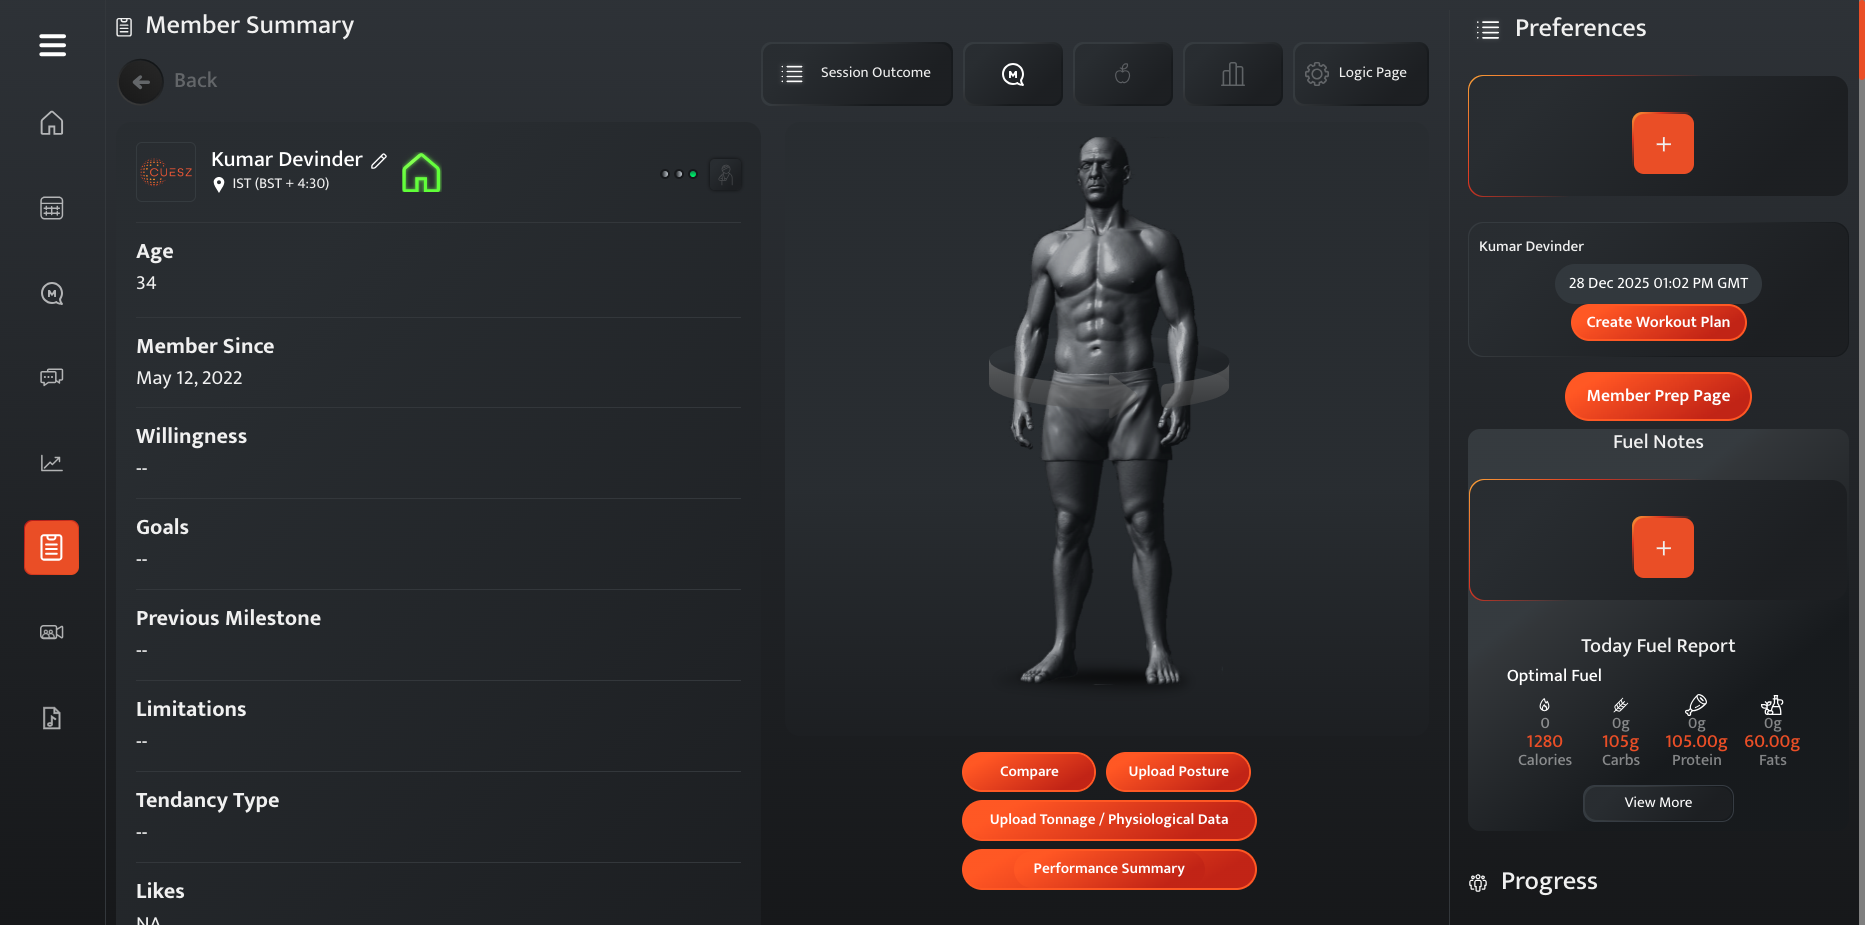 Member Summary
Back
Session Outcome
M
Logic Page
CUESZ
Kumar Devinder
IST (BST + 4:30)
Age
34
Member Since
May 12, 2022
Willingness
--
Goals
--
Previous Milestone
--
Limitations
--
Tendancy Type
--
Likes
NA
Compare
Upload Posture
Upload Tonnage / Physiological Data
Performance Summary
Preferences
+
Kumar Devinder
28 Dec 2025 01:02 PM GMT
Create Workout Plan
Member Prep Page
Fuel Notes
+
Today Fuel Report
Optimal Fuel
0 0g 0g 0g
1280 105g 105.00g 60.00g
Calories Carbs Protein Fats
View More
Progress